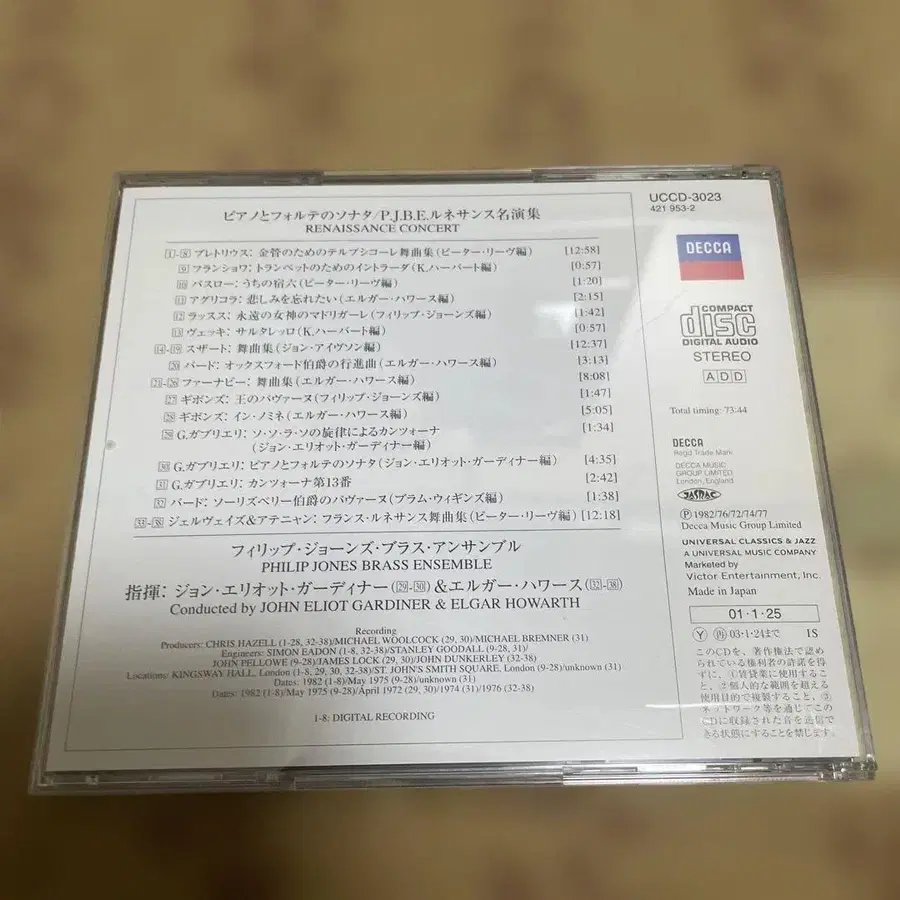 ピアノとフォルテのソナタ/P.J.B.E.ルネサンス名演集
RENAISSANCE CONCERT
1-8 プレトリウス: 金管のためのテルプシコーレ舞曲集(ピーター・リーヴ編) [12:58]
9 フランショワ: トランペットのためのイントラーダ(K.ハーバート編) [0:57]
10 パスロー: うちの宿六(ピーター・リーヴ編) [1:20]
11 アグリコラ: 悲しみを忘れたい(エルガー・ハワース編) [2:15]
12 ラッスス: 永遠の女神のマドリガーレ(フィリップ・ジョーンズ編) [1:42]
13 ヴェッキ: サルタレッロ(K.ハーバート編) [0:57]
14-19 スザート: 舞曲集(ジョン・アイヴソン編) [12:37]
20 バード: オックスフォード伯爵の行進曲(エルガー・ハワース編) [3:13]
21-26 ファーナビー: 舞曲集(エルガー・ハワース編) [8:08]
27 ギボンズ: 王のパヴァーヌ(フィリップ・ジョーンズ編) [1:47]
28 ギボンズ: イン・ノミネ(エルガー・ハワース編) [5:05]
29 G.ガブリエリ: ソ・ソ・ラ・ソの旋律によるカンツォーナ [1:34]
(ジョン・エリオット・ガーディナー編)
30 G.ガブリエリ: ピアノとフォルテのソナタ(ジョン・エリオット・ガーディナー編) [4:35]
31 G.ガブリエリ: カンツォーナ第13番 [2:42]
32 バード: ソーリズベリー伯爵のパヴァーヌ(ブラム・ウィギンズ編) [1:38]
33-38 ジェルヴェイズ&アテニャン: フランス・ルネサンス舞曲集(ピーター・リーヴ編) [12:18]
フィリップ・ジョーンズ・ブラス・アンサンブル
PHILIP JONES BRASS ENSEMBLE
指揮: ジョン・エリオット・ガーディナー(29-30)&エルガー・ハワース(32-38)
Conducted by JOHN ELIOT GARDINER & ELGAR HOWARTH
Recording
Producers: CHRIS HAZELL (1-28, 32-38)/MICHAEL WOOLCOCK (29, 30)/MICHAEL BREMNER (31)
Engineers: SIMON EADON (1-8, 32-38)/STANLEY GOODALL (9-28, 31)/
JOHN PELLOWE (9-28)/JAMES LOCK (29, 30)/JOHN DUNKERLEY (32-38)
Locations: KINGSWAY HALL, London (1-8, 29, 30, 32-38)/ST. JOHN'S SMITH SQUARE, London (9-28)/unknown (31)
Dates: 1982 (1-8)/May 1975 (9-28)/unknown (31)
Dates: 1982 (1-8)/May 1975 (9-28)/April 1972 (29, 30)/1974 (31)/1976 (32-38)
1-8: DIGITAL RECORDING
UCCD-3023
421 953-2
DECCA
COMPACT
disc
DIGITAL AUDIO
STEREO
ADD
Total timing: 73:44
DECCA
Regd Trade Mark
DECCA MUSIC
GROUP LIMITED
London, England
JASRAC
Ⓟ 1982/76/72/74/77
Decca Music Group Limited
UNIVERSAL CLASSICS & JAZZ
A UNIVERSAL MUSIC COMPANY
Marketed by
Victor Entertainment, Inc.
Made in Japan
01・1・25
Ⓨ 再 03・1・24まで IS
このCDを、著作権法で認め
られている権利者の許諾を得
ずに、①賃貸業に使用するこ
と、②個人的な範囲を超える
使用目的で複製すること、③
ネットワーク等を通じてこの
CDに収録された音を送信で
きる状態にすることを禁じます。